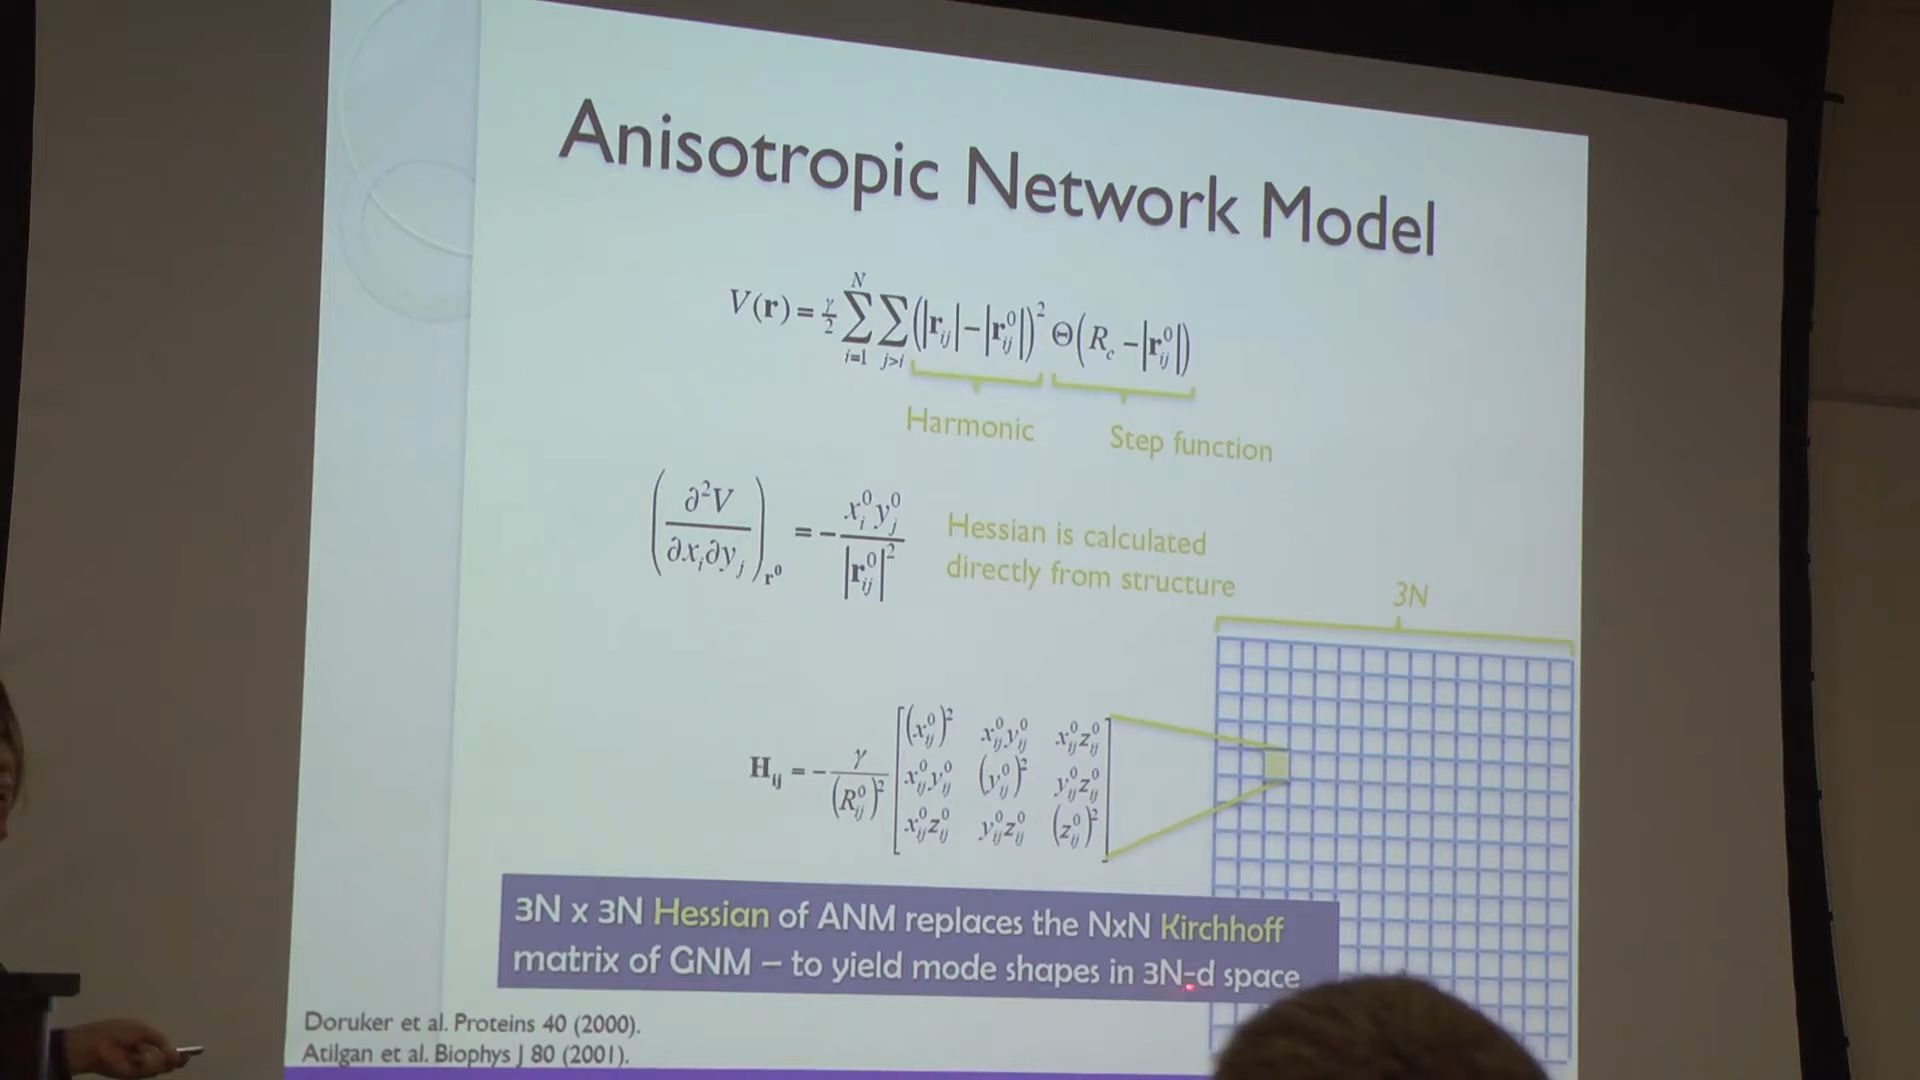 Anisotropic Network Model
V(r) = γ/2 ∑_{i=1}^{N} ∑_{j>i} (|r_ij| − |r_ij^0|)^2 Θ(R_c − |r_ij^0|)
Harmonic
Step function
(∂²V / ∂x_i ∂y_j)_{r^0} = − x_i^0 y_j^0 / |r_ij^0|^2
Hessian is calculated
directly from structure
3N
H_ij = − γ / (R_ij^0)^2 [(x_ij^0)^2 x_ij^0 y_ij^0 x_ij^0 z_ij^0
x_ij^0 y_ij^0 (y_ij^0)^2 y_ij^0 z_ij^0
x_ij^0 z_ij^0 y_ij^0 z_ij^0 (z_ij^0)^2]
3N x 3N Hessian of ANM replaces the NxN Kirchhoff
matrix of GNM – to yield mode shapes in 3N-d space
Doruker et al. Proteins 40 (2000).
Atilgan et al. Biophys J 80 (2001).